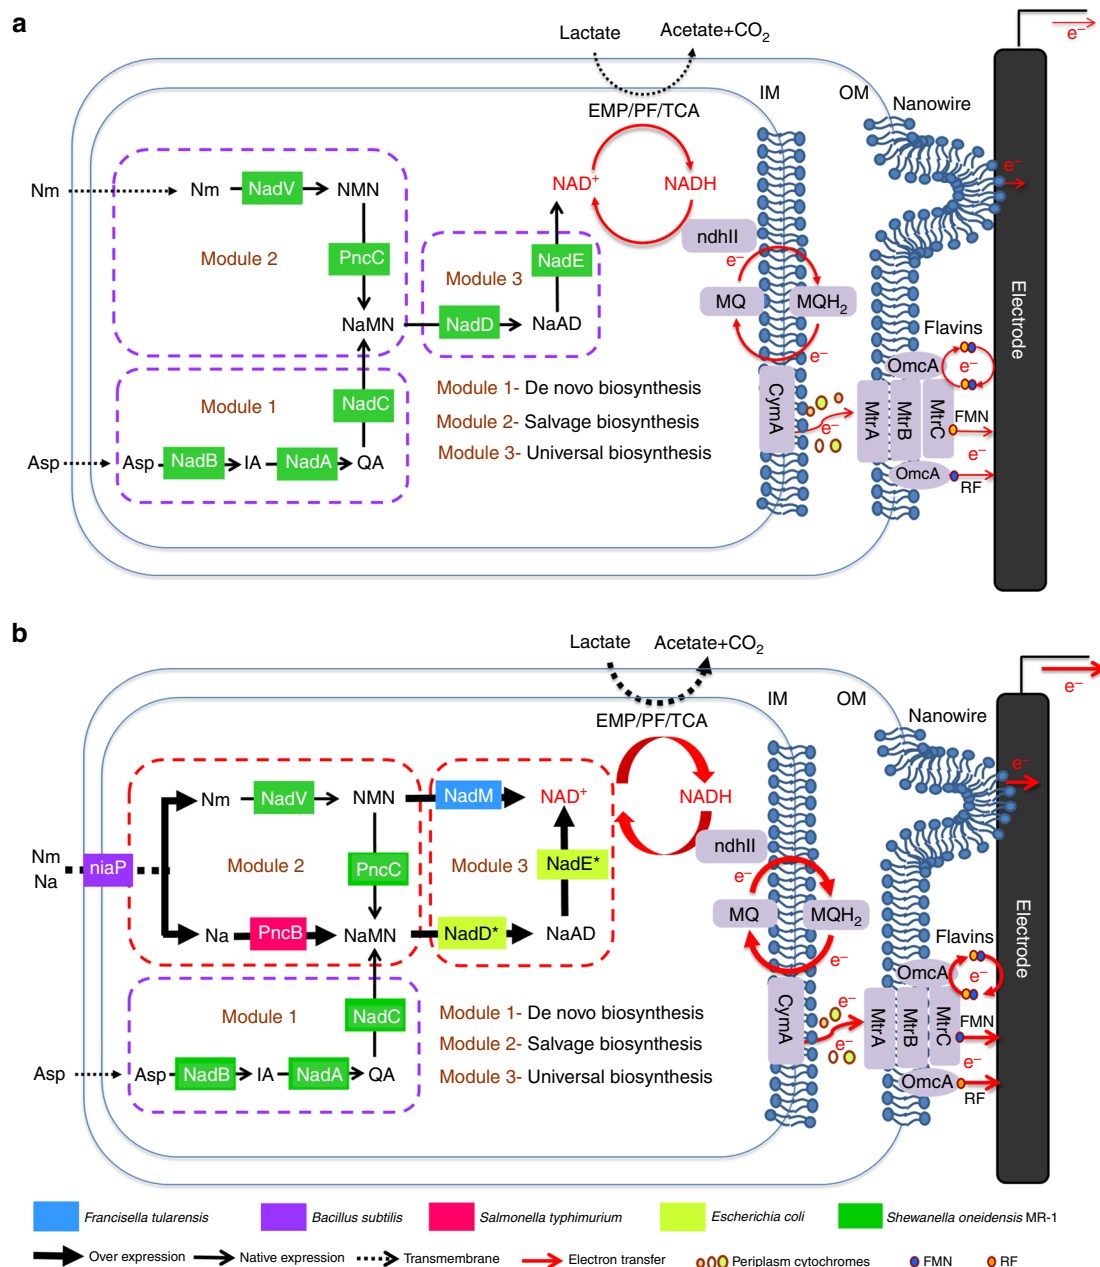 a
Lactate
Acetate+CO2
e−
IM
OM
EMP/PF/TCA
Nanowire
e−
Nm
Nm
NadV
NMN
NAD+
NADH
ndhII
Module 2
PncC
NadE
Module 3
e−
MQ
MQH2
Electrode
NaMN
NadD
NaAD
Flavins
e−
OmcA
e−
Module 1
NadC
Module 1- De novo biosynthesis
CymA
MtrA
MtrB
MtrC
FMN
Module 2- Salvage biosynthesis
e−
e−
Module 3- Universal biosynthesis
Asp
Asp
NadB
IA
NadA
QA
OmcA
RF
b
Lactate
Acetate+CO2
e−
IM
OM
EMP/PF/TCA
Nanowire
e−
Nm
NadV
NMN
NadM
NAD+
NADH
ndhII
Nm
Na
niaP
Module 2
PncC
Module 3
NadE*
e−
MQ
MQH2
Electrode
Na
PncB
NaMN
NadD*
NaAD
Flavins
e−
OmcA
e−
Module 1
NadC
Module 1- De novo biosynthesis
CymA
e−
MtrA
MtrB
MtrC
FMN
Module 2- Salvage biosynthesis
e−
e−
Module 3- Universal biosynthesis
Asp
Asp
NadB
IA
NadA
QA
OmcA
RF
Francisella tularensis
Bacillus subtilis
Salmonella typhimurium
Escherichia coli
Shewanella oneidensis MR-1
Over expression
Native expression
Transmembrane
Electron transfer
Periplasm cytochromes
FMN
RF